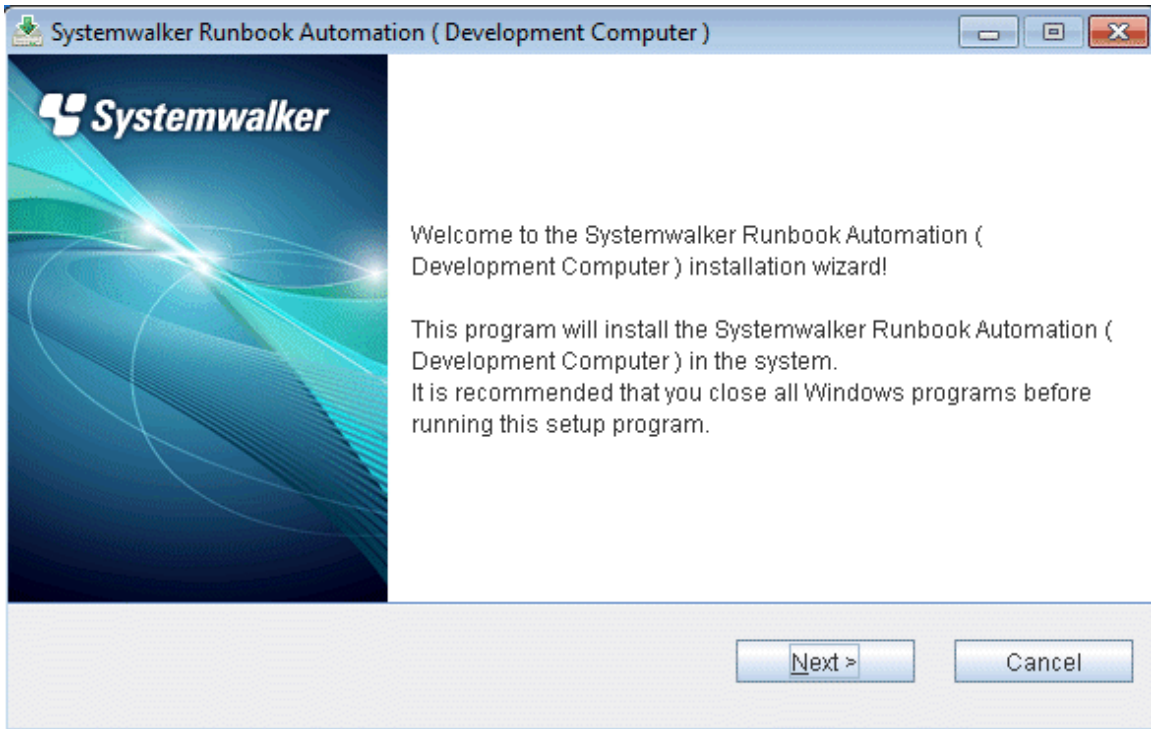 Systemwalker Runbook Automation ( Development Computer )
Systemwalker
Welcome to the Systemwalker Runbook Automation (
Development Computer ) installation wizard!
This program will install the Systemwalker Runbook Automation (
Development Computer ) in the system.
It is recommended that you close all Windows programs before
running this setup program.
Next >
Cancel